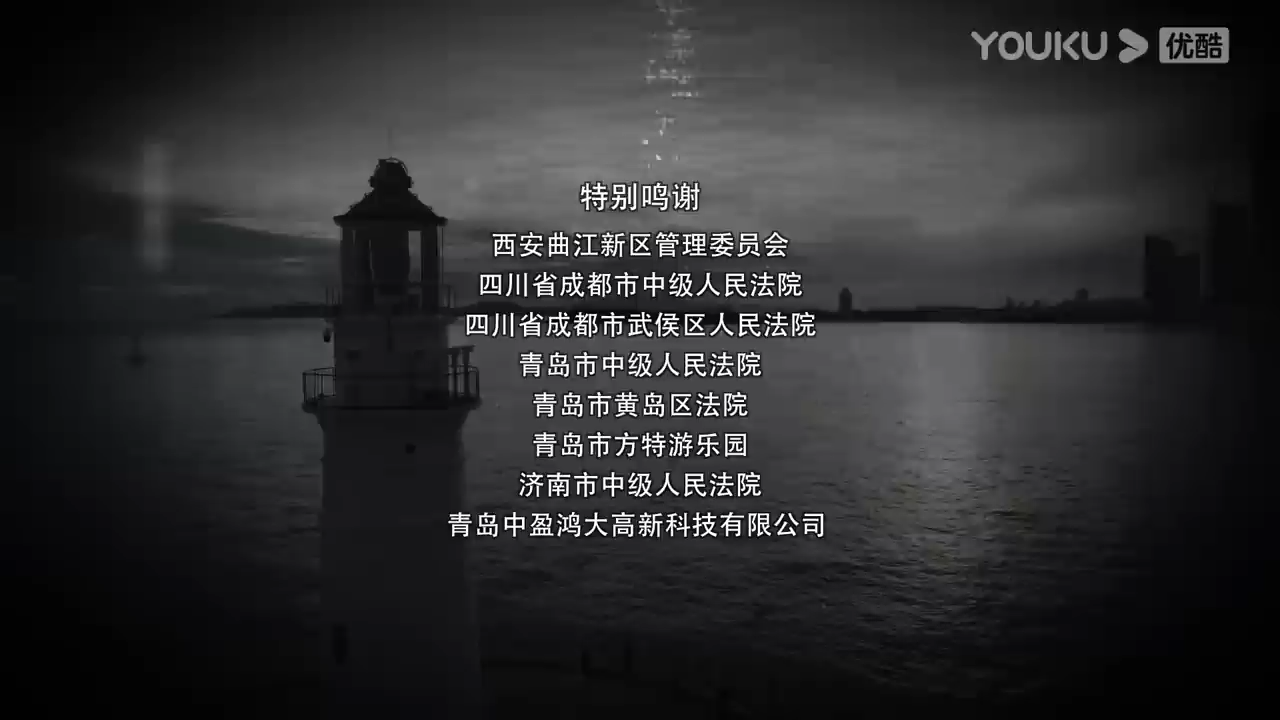 YOUKU 优酷
特别鸣谢
西安曲江新区管理委员会
四川省成都市中级人民法院
四川省成都市武侯区人民法院
青岛市中级人民法院
青岛市黄岛区法院
青岛市方特游乐园
济南市中级人民法院
青岛中盈鸿大高新科技有限公司